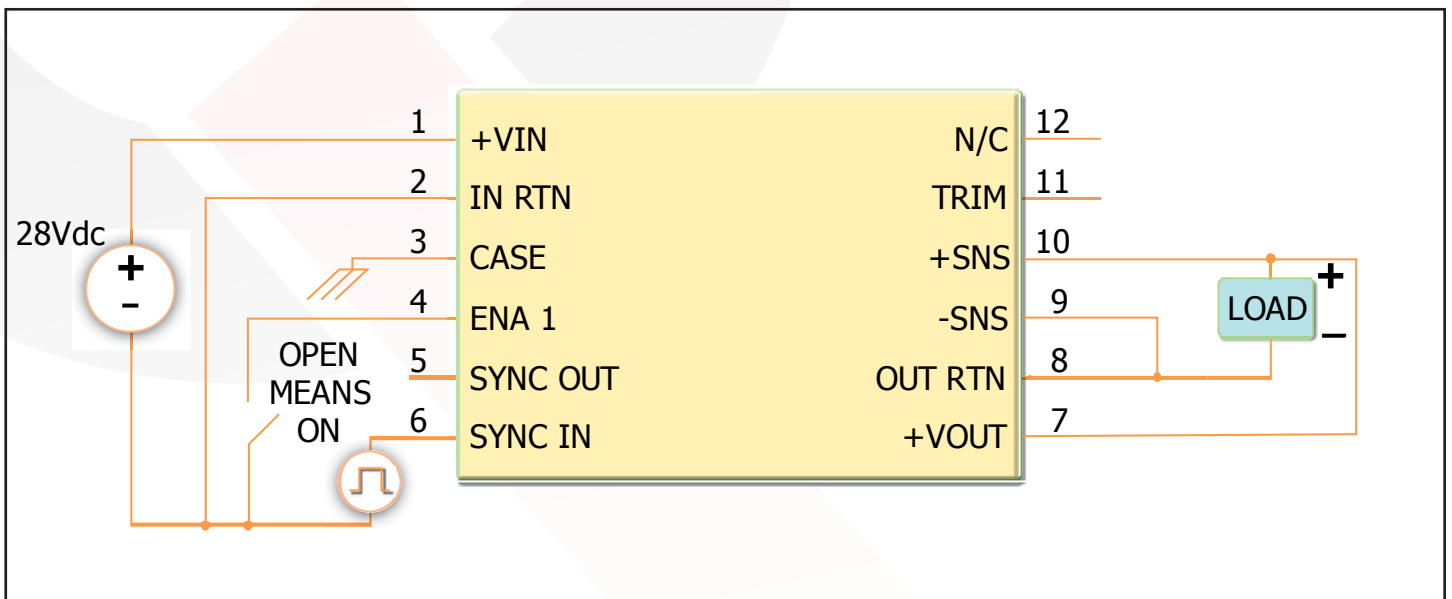 28Vdc
+
-
1
+VIN
2
IN RTN
3
CASE
4
ENA 1
5
SYNC OUT
6
SYNC IN
OPEN
MEANS
ON
N/C
12
TRIM
11
+SNS
10
-SNS
9
OUT RTN
8
+VOUT
7
LOAD
+
–